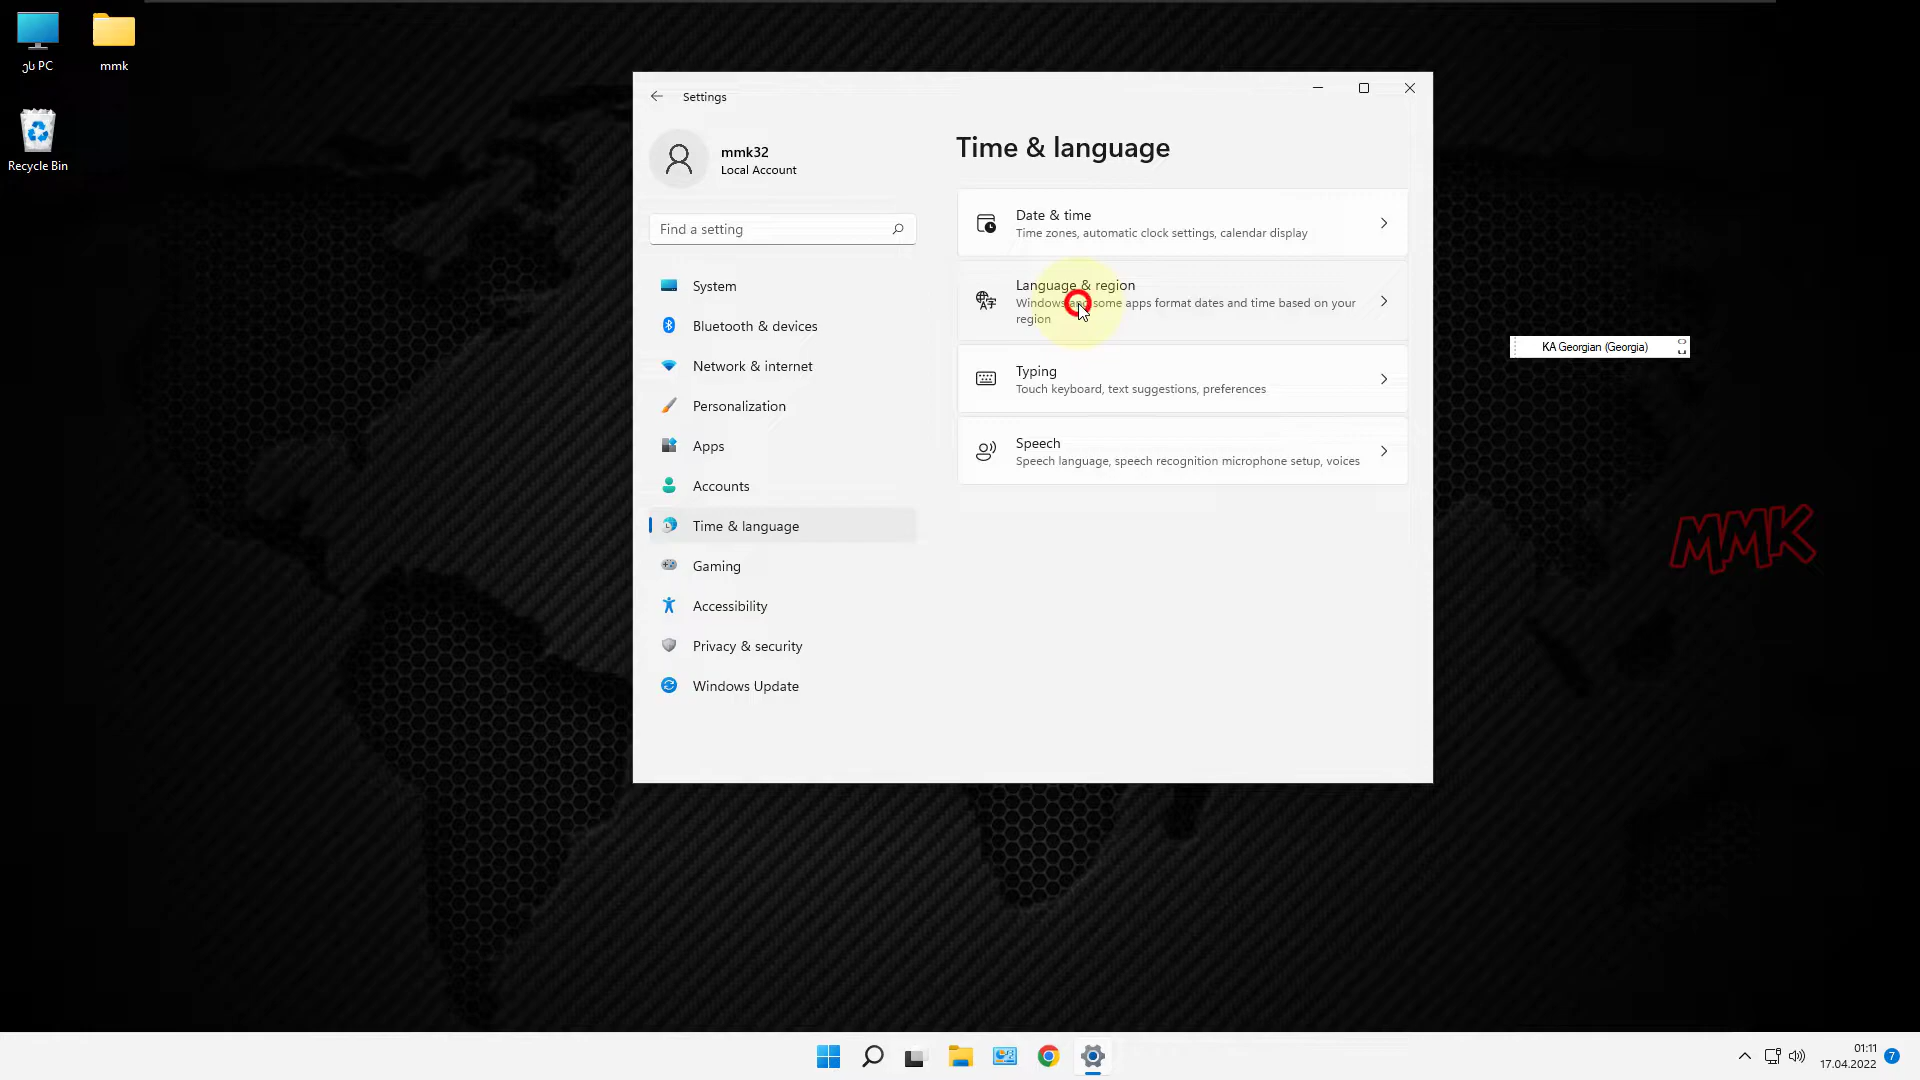 ეს PC
mmk
Recycle Bin
Settings
mmk32
Local Account
Find a setting
System
Bluetooth & devices
Network & internet
Personalization
Apps
Accounts
Time & language
Gaming
Accessibility
Privacy & security
Windows Update
Time & language
Date & time
Time zones, automatic clock settings, calendar display
Language & region
Windows and some apps format dates and time based on your
region
Typing
Touch keyboard, text suggestions, preferences
Speech
Speech language, speech recognition microphone setup, voices
KA Georgian (Georgia)
MMK
01:11
17.04.2022
7